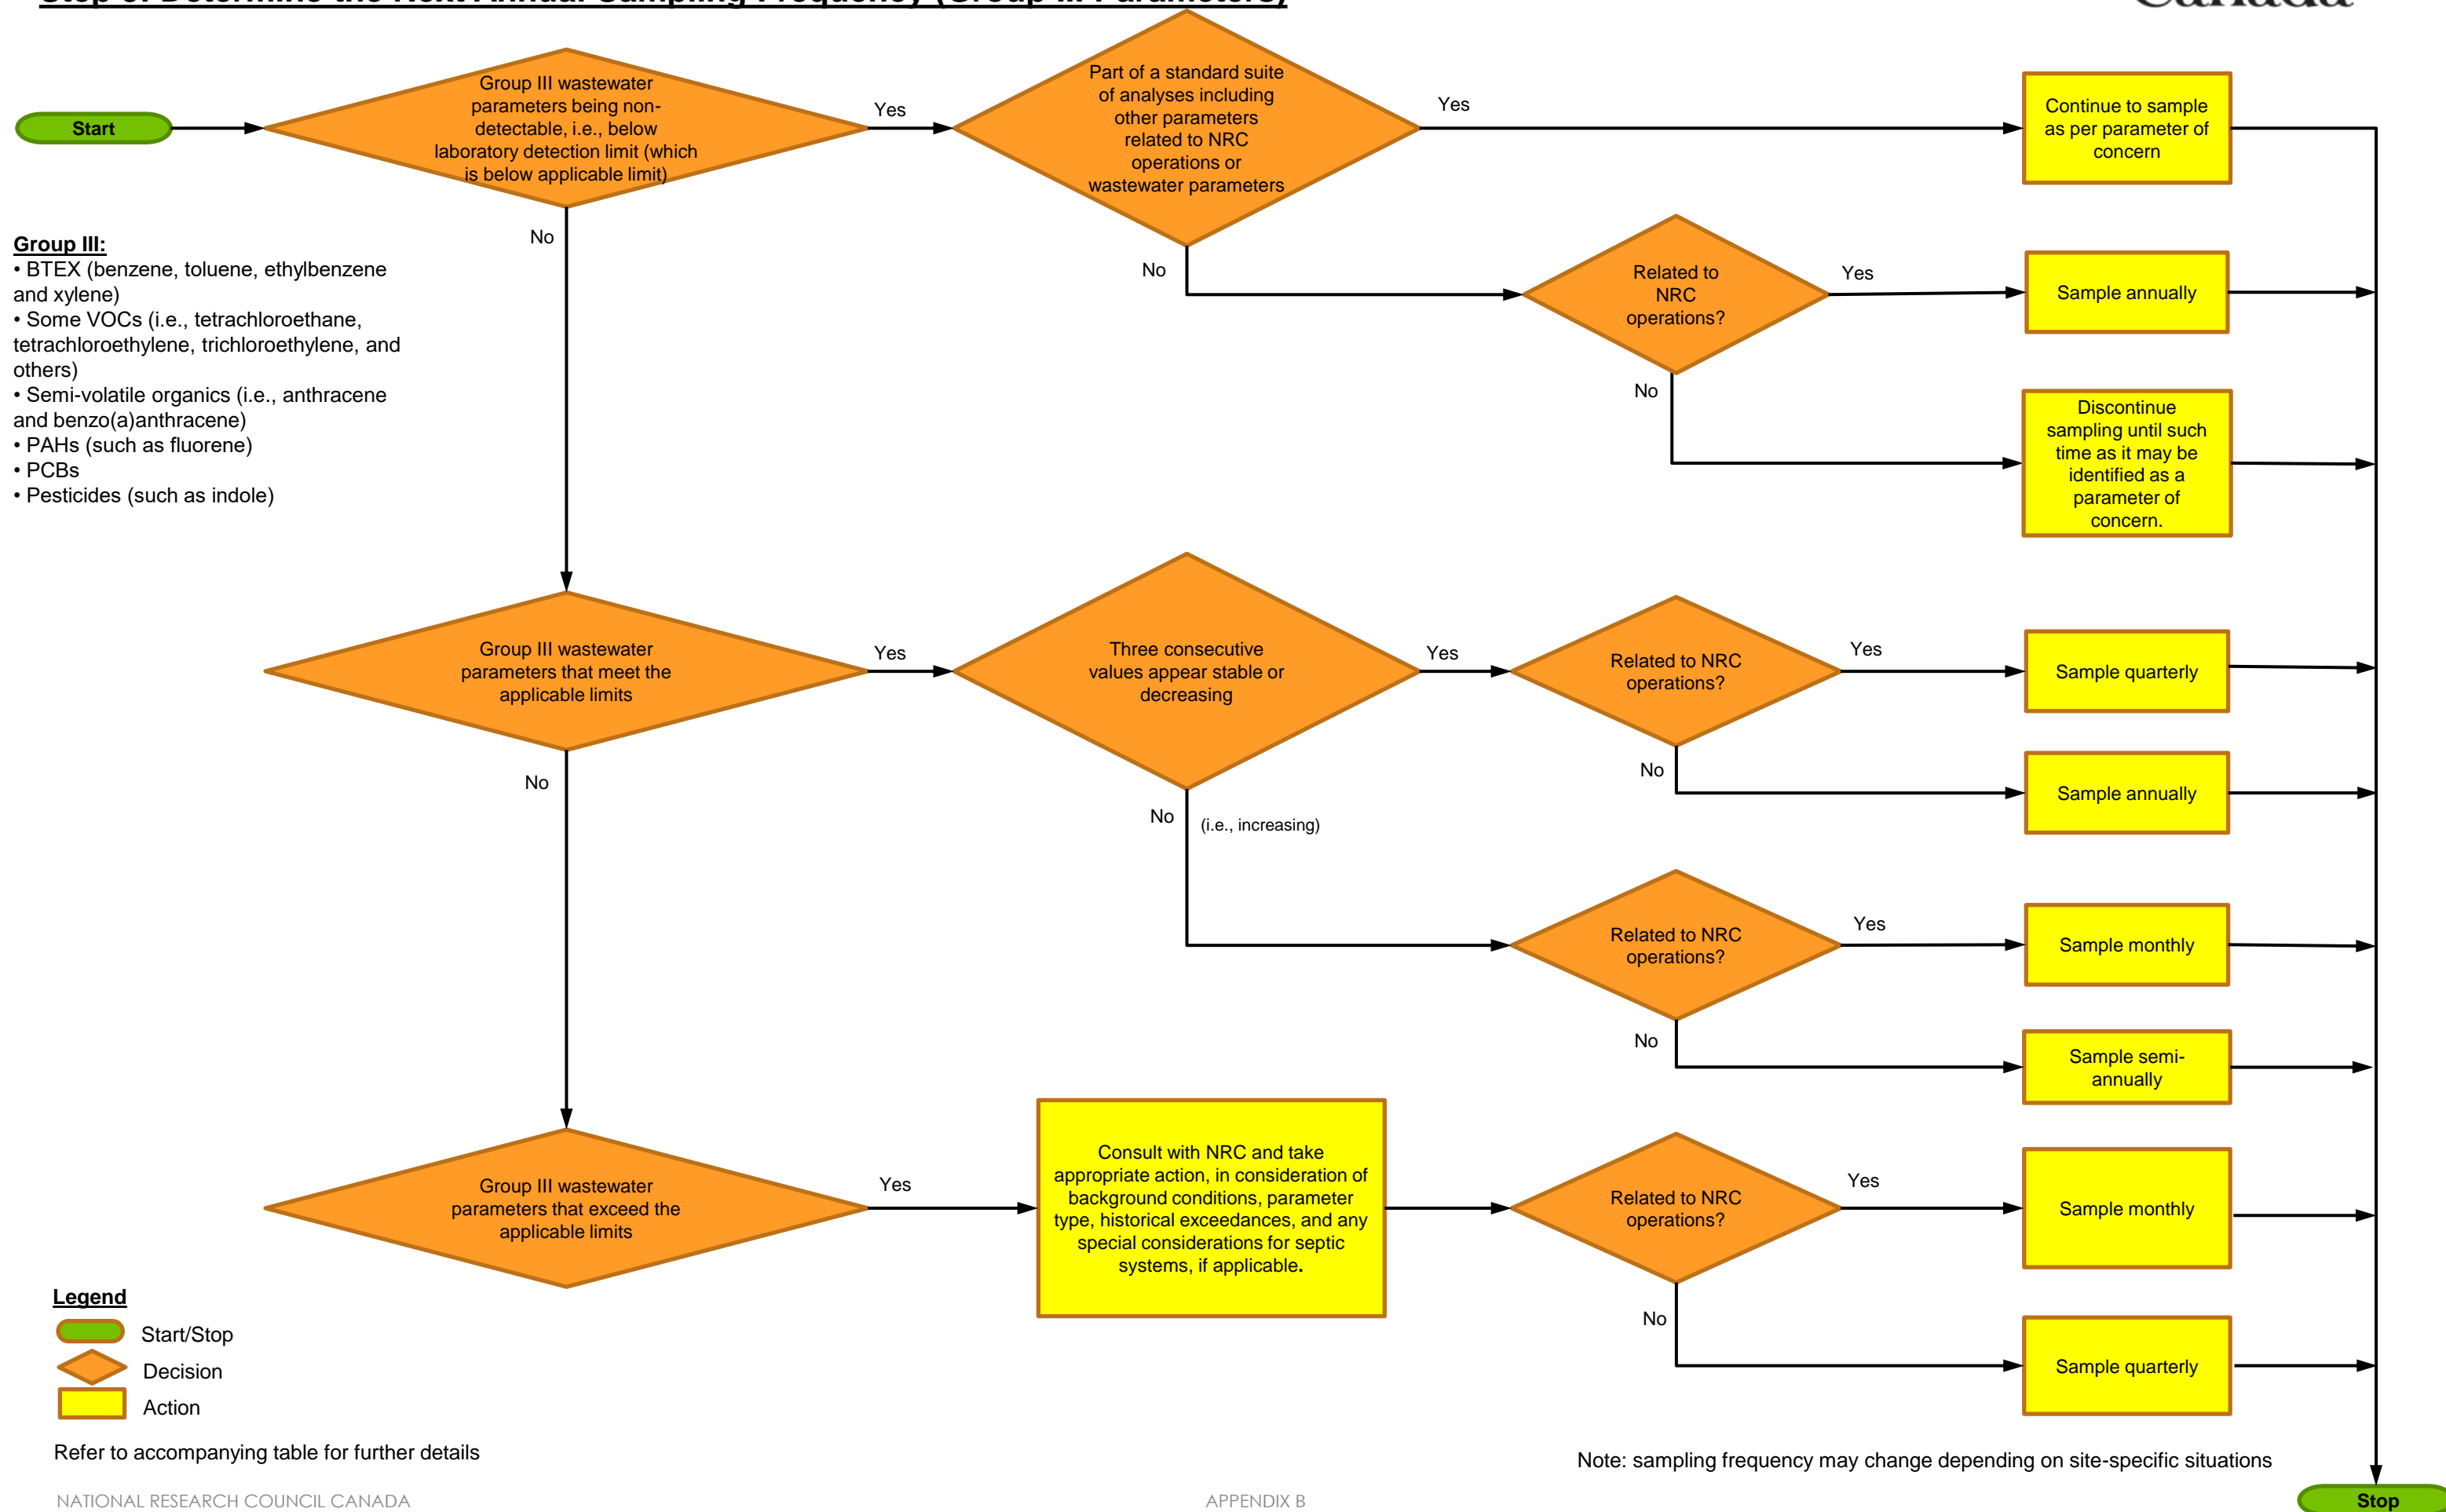 Start
Group III wastewater
parameters being non-
detectable, i.e., below
laboratory detection limit (which
is below applicable limit)
Yes
Part of a standard suite
of analyses including
other parameters
related to NRC
operations or
wastewater parameters
Yes
Continue to sample
as per parameter of
concern
No
Group III:
• BTEX (benzene, toluene, ethylbenzene
and xylene)
• Some VOCs (i.e., tetrachloroethane,
tetrachloroethylene, trichloroethylene, and
others)
• Semi-volatile organics (i.e., anthracene
and benzo(a)anthracene)
• PAHs (such as fluorene)
• PCBs
• Pesticides (such as indole)
No
Related to
NRC
operations?
Yes
Sample annually
No
Discontinue
sampling until such
time as it may be
identified as a
parameter of
concern.
Group III wastewater
parameters that meet the
applicable limits
Yes
Three consecutive
values appear stable or
decreasing
Yes
Related to NRC
operations?
Yes
Sample quarterly
No
Sample annually
No
No
(i.e., increasing)
Related to NRC
operations?
Yes
Sample monthly
No
Sample semi-
annually
Group III wastewater
parameters that exceed the
applicable limits
Yes
Consult with NRC and take
appropriate action, in consideration of
background conditions, parameter
type, historical exceedances, and any
special considerations for septic
systems, if applicable.
Related to NRC
operations?
Yes
Sample monthly
No
Sample quarterly
Legend
Start/Stop
Decision
Action
Refer to accompanying table for further details
Note: sampling frequency may change depending on site-specific situations
NATIONAL RESEARCH COUNCIL CANADA
APPENDIX B
Stop